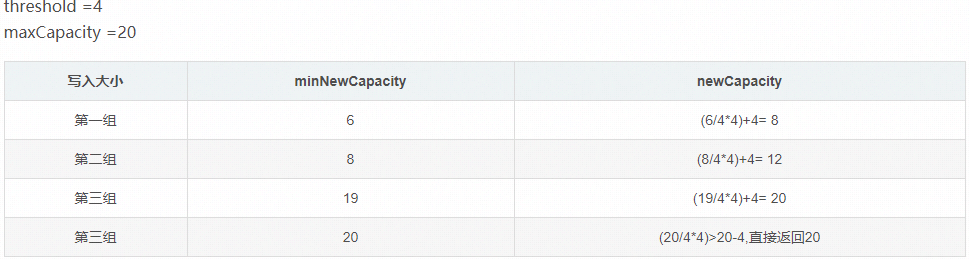 threshold =4
maxCapacity =20
写入大小 minNewCapacity newCapacity
第一组 6 (6/4*4)+4= 8
第二组 8 (8/4*4)+4= 12
第三组 19 (19/4*4)+4= 20
第三组 20 (20/4*4)>20-4,直接返回20